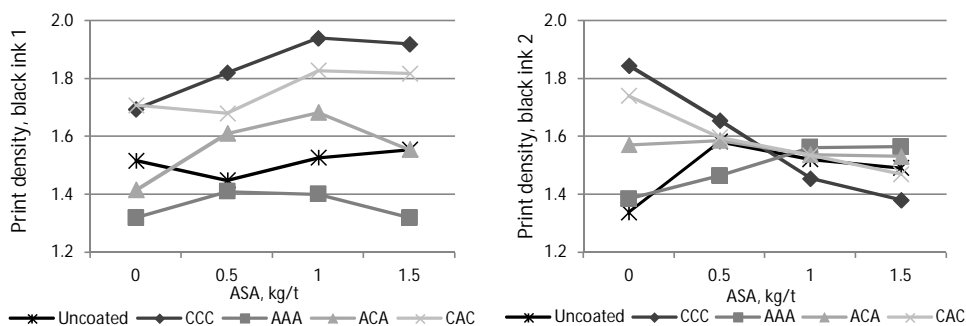 Print density, black ink 1
2.0
1.8
1.6
1.4
1.2
0 0.5 1 1.5
ASA, kg/t
Uncoated CCC AAA ACA CAC
Print density, black ink 2
2.0
1.8
1.6
1.4
1.2
0 0.5 1 1.5
ASA, kg/t
Uncoated CCC AAA ACA CAC